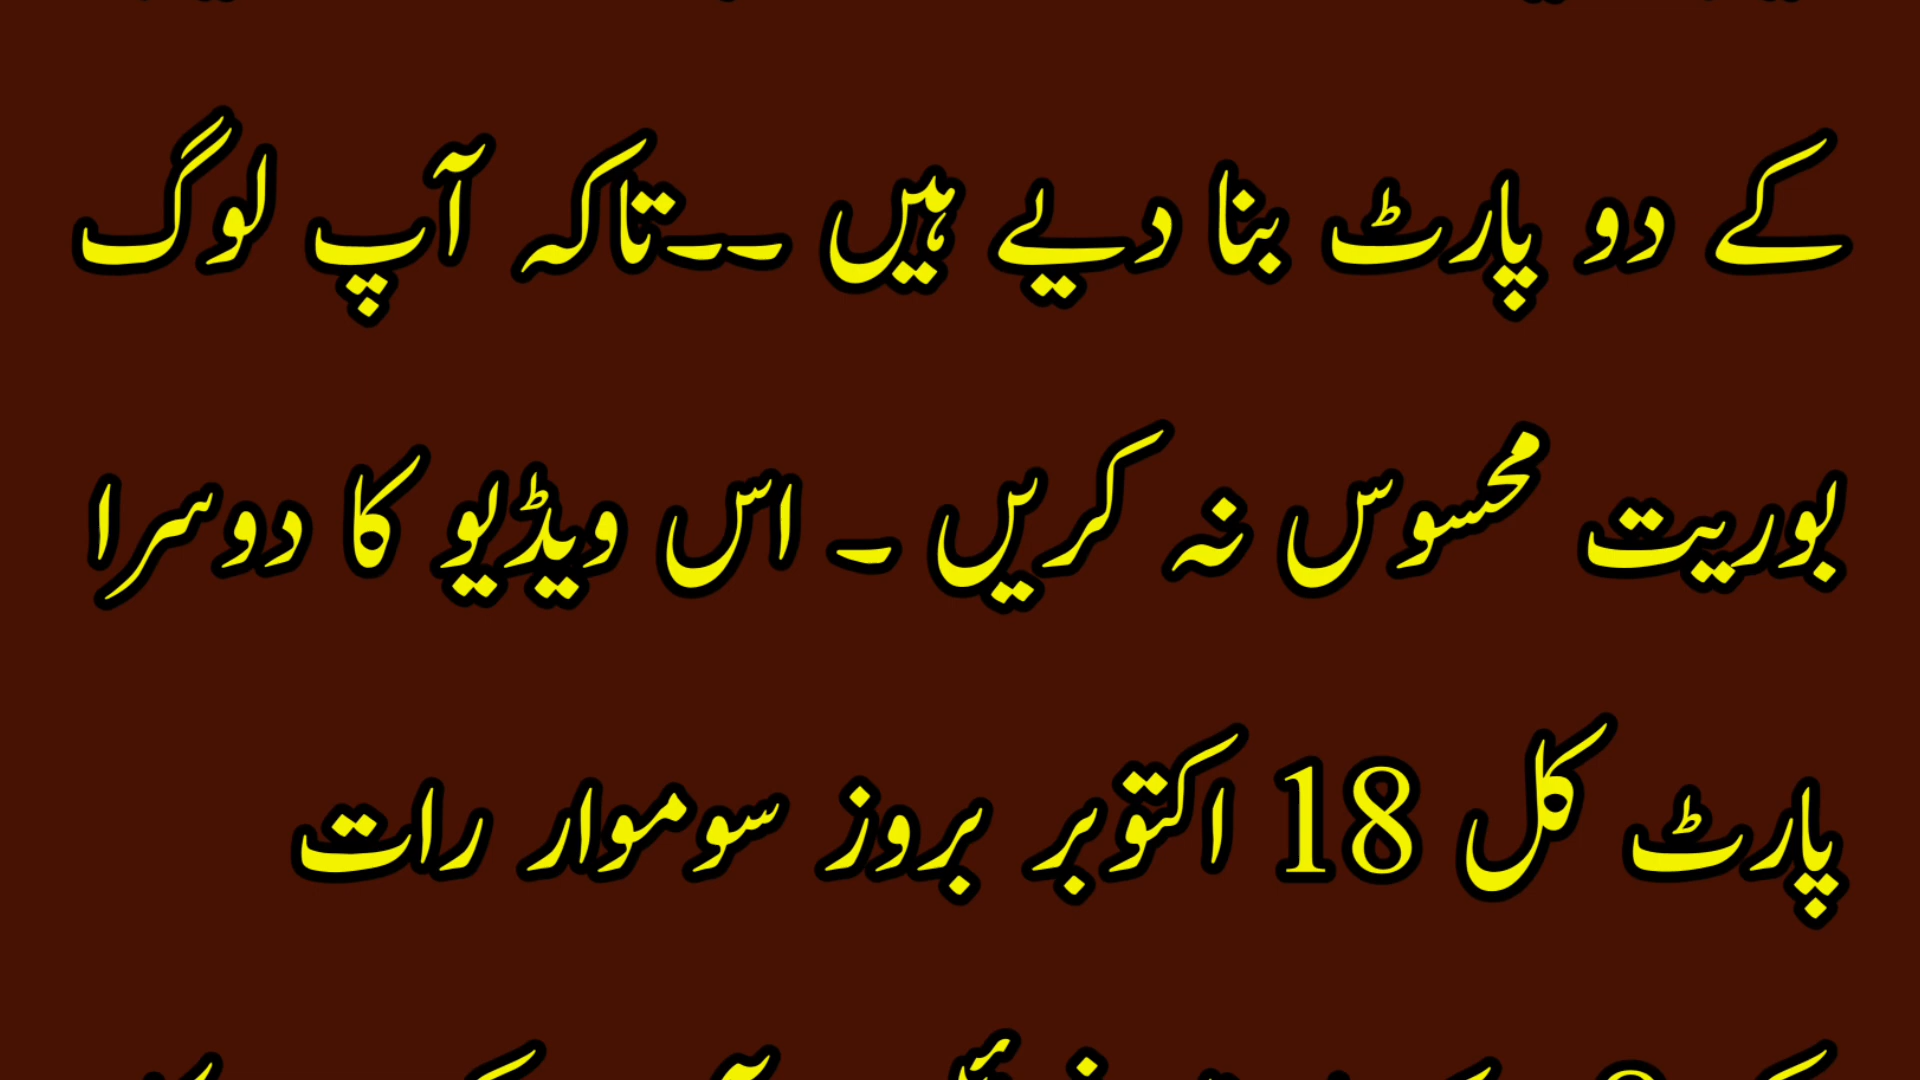 کے دو پارٹ بنا دیے ہیں ۔۔تاکہ آپ لوگ
بوریت محسوس نہ کریں ۔ اس ویڈیو کا دوسرا
پارٹ کل 18 اکتوبر بروز سوموار رات